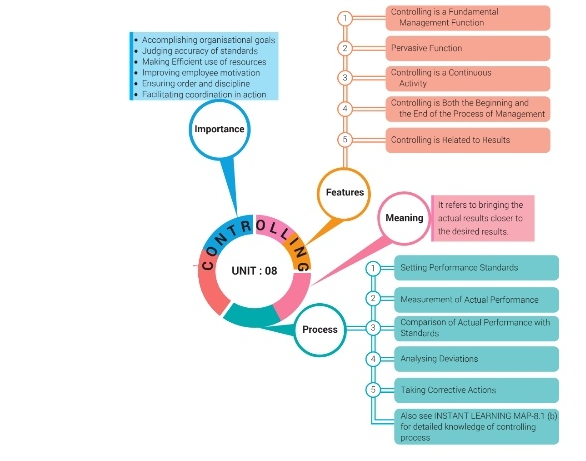 Accomplishing organisational goals
Judging accuracy of standards
Making Efficient use of resources
Improving employee motivation
Ensuring order and discipline
Facilitating coordination in action
Importance
1
Controlling is a Fundamental
Management Function
2
Pervasive Function
3
Controlling is a Continuous
Activity
4
Controlling is Both the Beginning and
the End of the Process of Management
5
Controlling is Related to Results
Features
Meaning
It refers to bringing the
actual results closer to
the desired results.
CONTROLLING
UNIT : 08
Process
1
Setting Performance Standards
2
Measurement of Actual Performance
3
Comparison of Actual Performance with
Standards
4
Analysing Deviations
5
Taking Corrective Actions
Also see INSTANT LEARNING MAP-8.1 (b)
for detailed knowledge of controlling
process